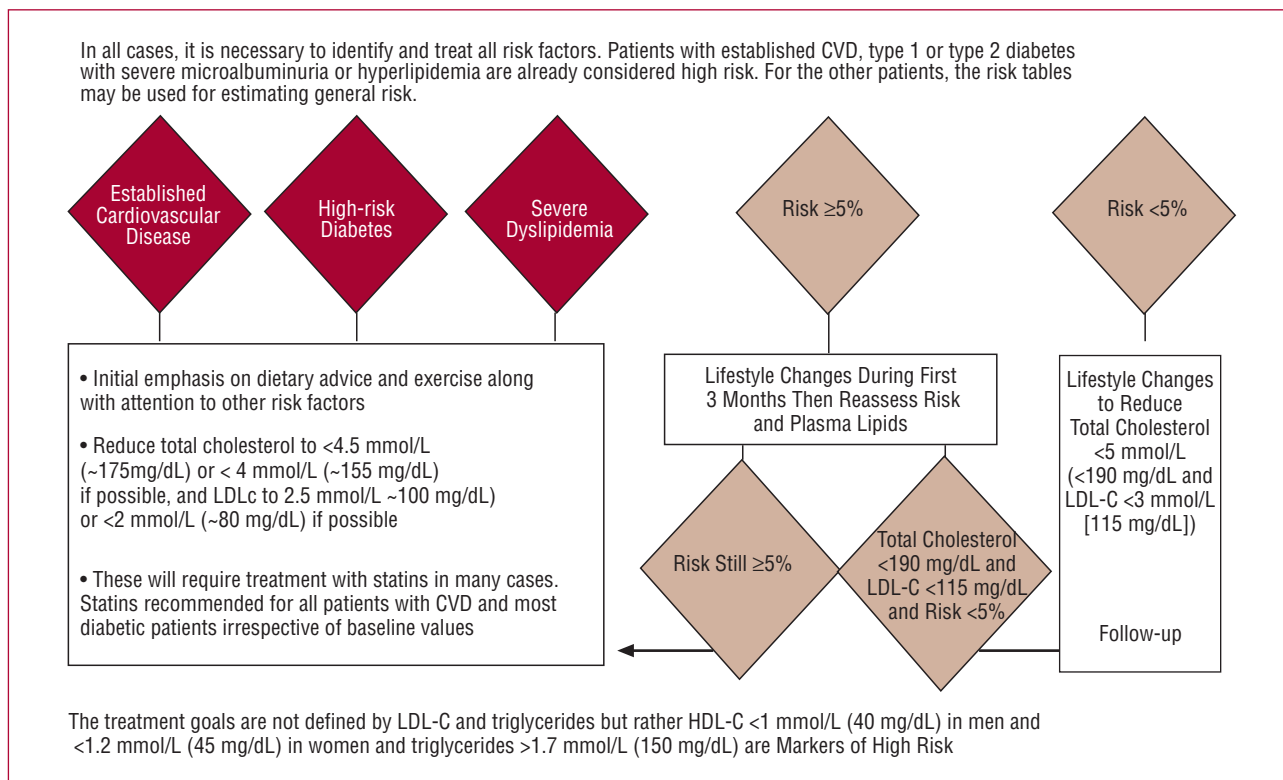 In all cases, it is necessary to identify and treat all risk factors. Patients with established CVD, type 1 or type 2 diabetes
with severe microalbuminuria or hyperlipidemia are already considered high risk. For the other patients, the risk tables
may be used for estimating general risk.
Established
Cardiovascular
Disease
High-risk
Diabetes
Severe
Dyslipidemia
Risk ≥5%
Risk <5%
• Initial emphasis on dietary advice and exercise along
with attention to other risk factors
• Reduce total cholesterol to <4.5 mmol/L
(~175mg/dL) or < 4 mmol/L (~155 mg/dL)
if possible, and LDLc to 2.5 mmol/L ~100 mg/dL)
or <2 mmol/L (~80 mg/dL) if possible
• These will require treatment with statins in many cases.
Statins recommended for all patients with CVD and most
diabetic patients irrespective of baseline values
Lifestyle Changes During First
3 Months Then Reassess Risk
and Plasma Lipids
Risk Still ≥5%
Total Cholesterol
<190 mg/dL and
LDL-C <115 mg/dL
and Risk <5%
Lifestyle Changes
to Reduce
Total Cholesterol
<5 mmol/L
(<190 mg/dL and
LDL-C <3 mmol/L
[115 mg/dL])
Follow-up
The treatment goals are not defined by LDL-C and triglycerides but rather HDL-C <1 mmol/L (40 mg/dL) in men and
<1.2 mmol/L (45 mg/dL) in women and triglycerides >1.7 mmol/L (150 mg/dL) are Markers of High Risk